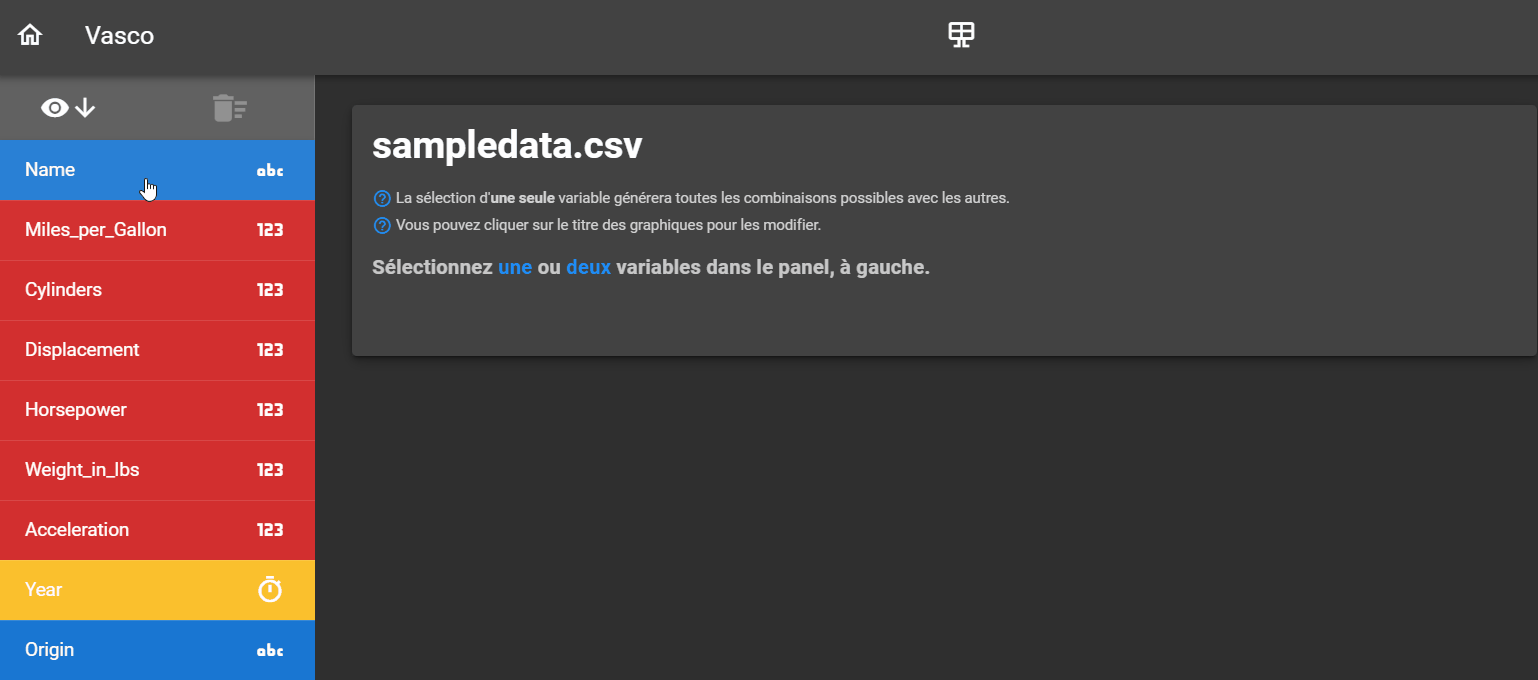 Vasco
Name abc
Miles_per_Gallon 123
Cylinders 123
Displacement 123
Horsepower 123
Weight_in_lbs 123
Acceleration 123
Year
Origin abc
sampledata.csv
? La sélection d'une seule variable générera toutes les combinaisons possibles avec les autres.
? Vous pouvez cliquer sur le titre des graphiques pour les modifier.
Sélectionnez une ou deux variables dans le panel, à gauche.